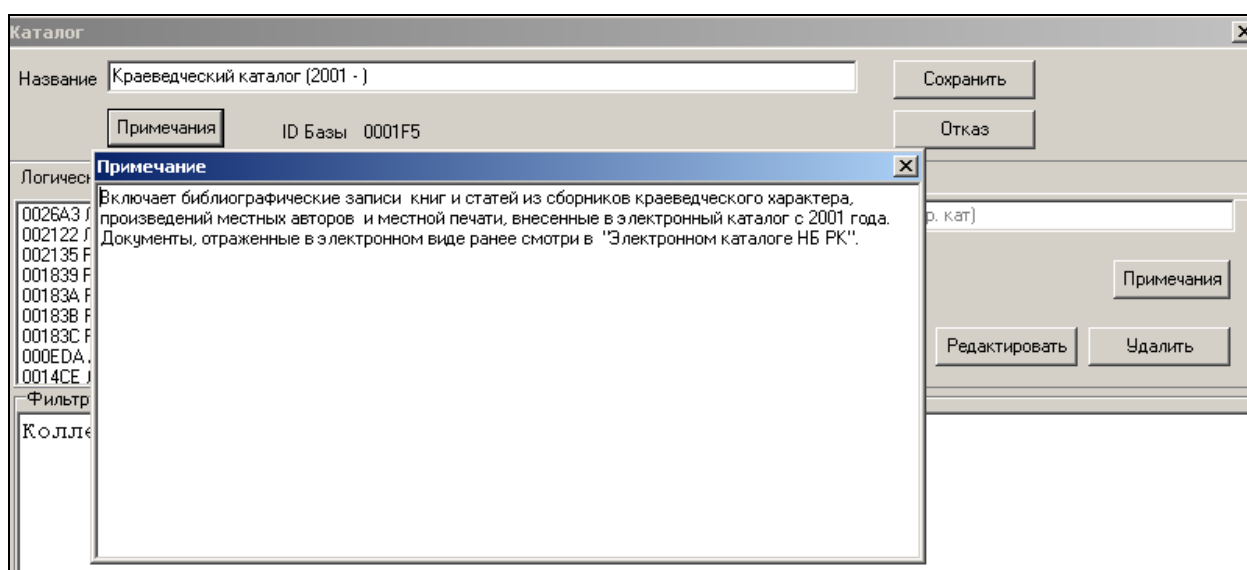 Каталог
Название Краеведческий каталог (2001 - ) Сохранить
Примечания ID Базы 0001F5 Отказ
Примечание
Включает библиографические записи книг и статей из сборников краеведческого характера,
произведений местных авторов и местной печати, внесенные в электронный каталог с 2001 года.
Документы, отраженные в электронном виде ранее смотри в "Электронном каталоге НБ РК".
0026A3
002122
002135
001839
00183A
00183B
00183C
000EDA
0014CE
р. кат)
Примечания
Редактировать Удалить
Фильтр